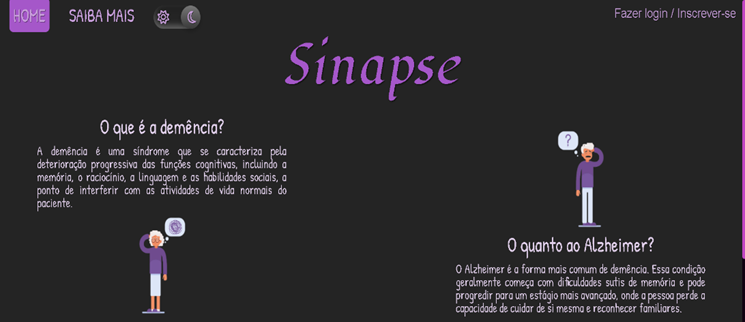 HOME SAIBA MAIS Fazer login / Inscrever-se
Sinapse
O que é a demência?
A demência é uma síndrome que se caracteriza pela
deterioração progressiva das funções cognitivas, incluindo a
memória, o raciocínio, a linguagem e as habilidades sociais, a
ponto de interferir com as atividades de vida normais do
paciente.
?
O quanto ao Alzheimer?
O Alzheimer é a forma mais comum de demência. Essa condição
geralmente começa com dificuldades sutis de memória e pode
progredir para um estágio mais avançado, onde a pessoa perde a
capacidade de cuidar de si mesma e reconhecer familiares.